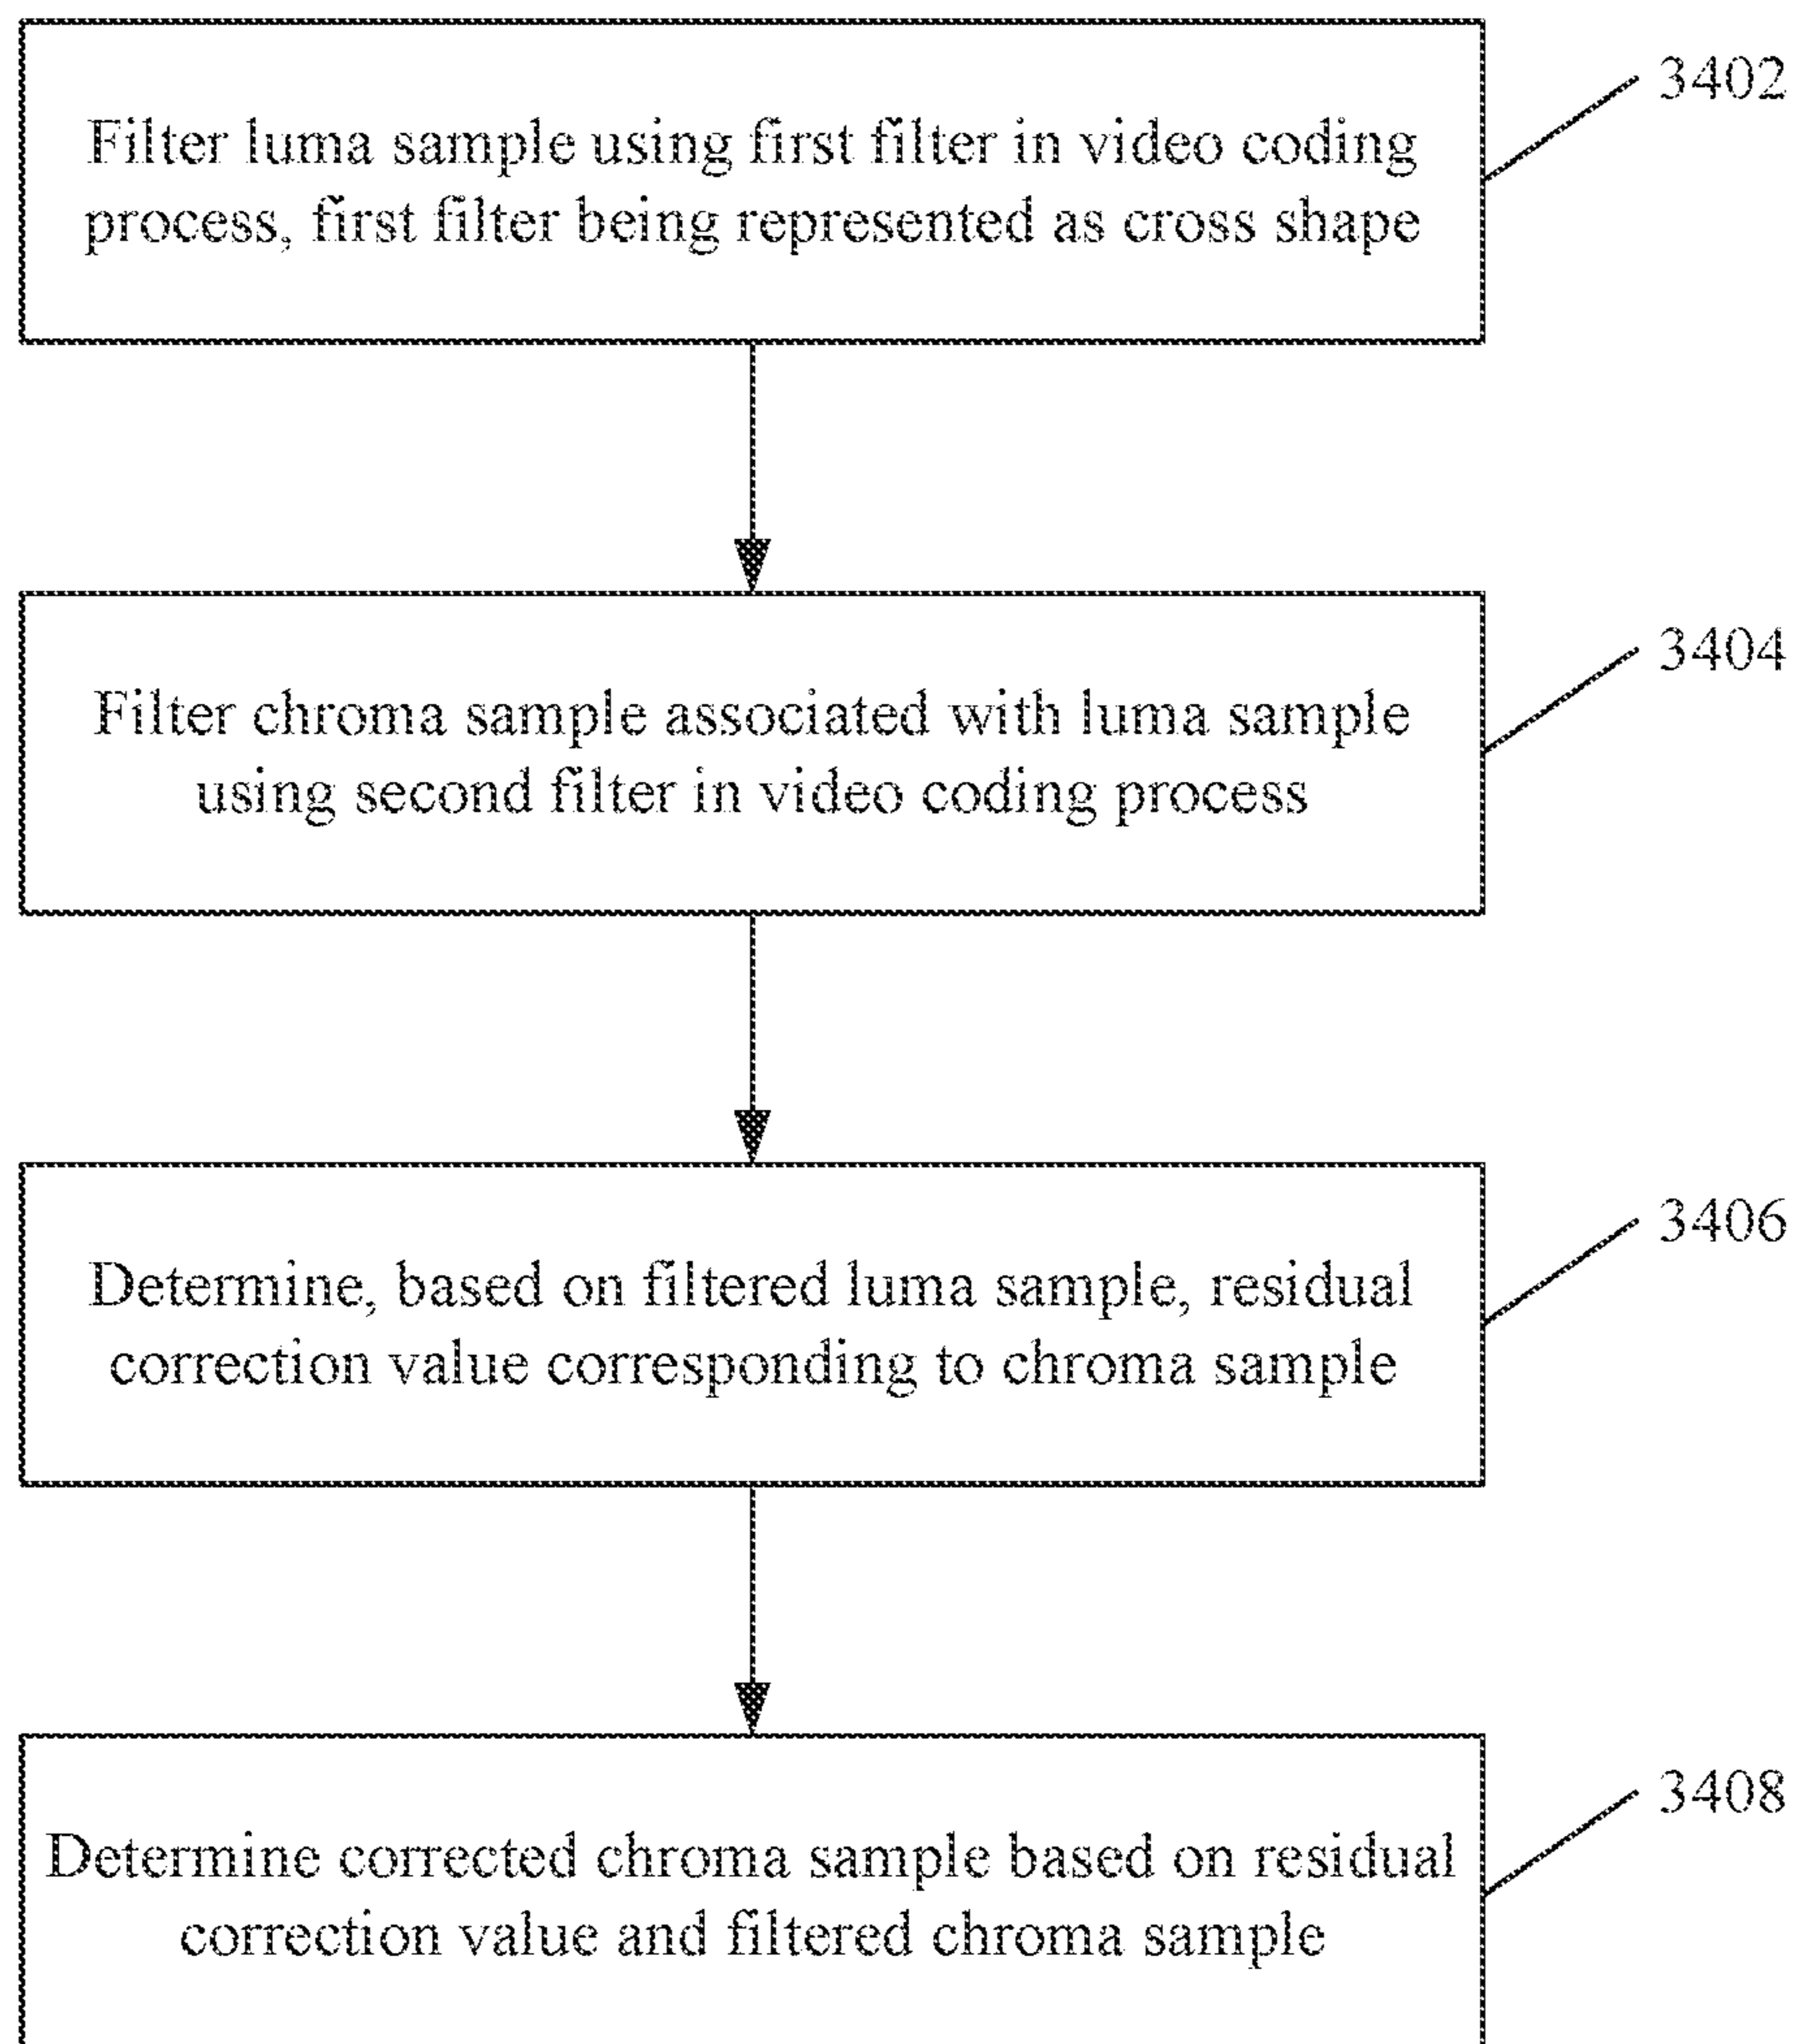 Filter luma sample using first filter in video coding
process, first filter being represented as cross shape
3402
Filter chroma sample associated with luma sample
using second filter in video coding process
3404
Determine, based on filtered luma sample, residual
correction value corresponding to chroma sample
3406
Determine corrected chroma sample based on residual
correction value and filtered chroma sample
3408